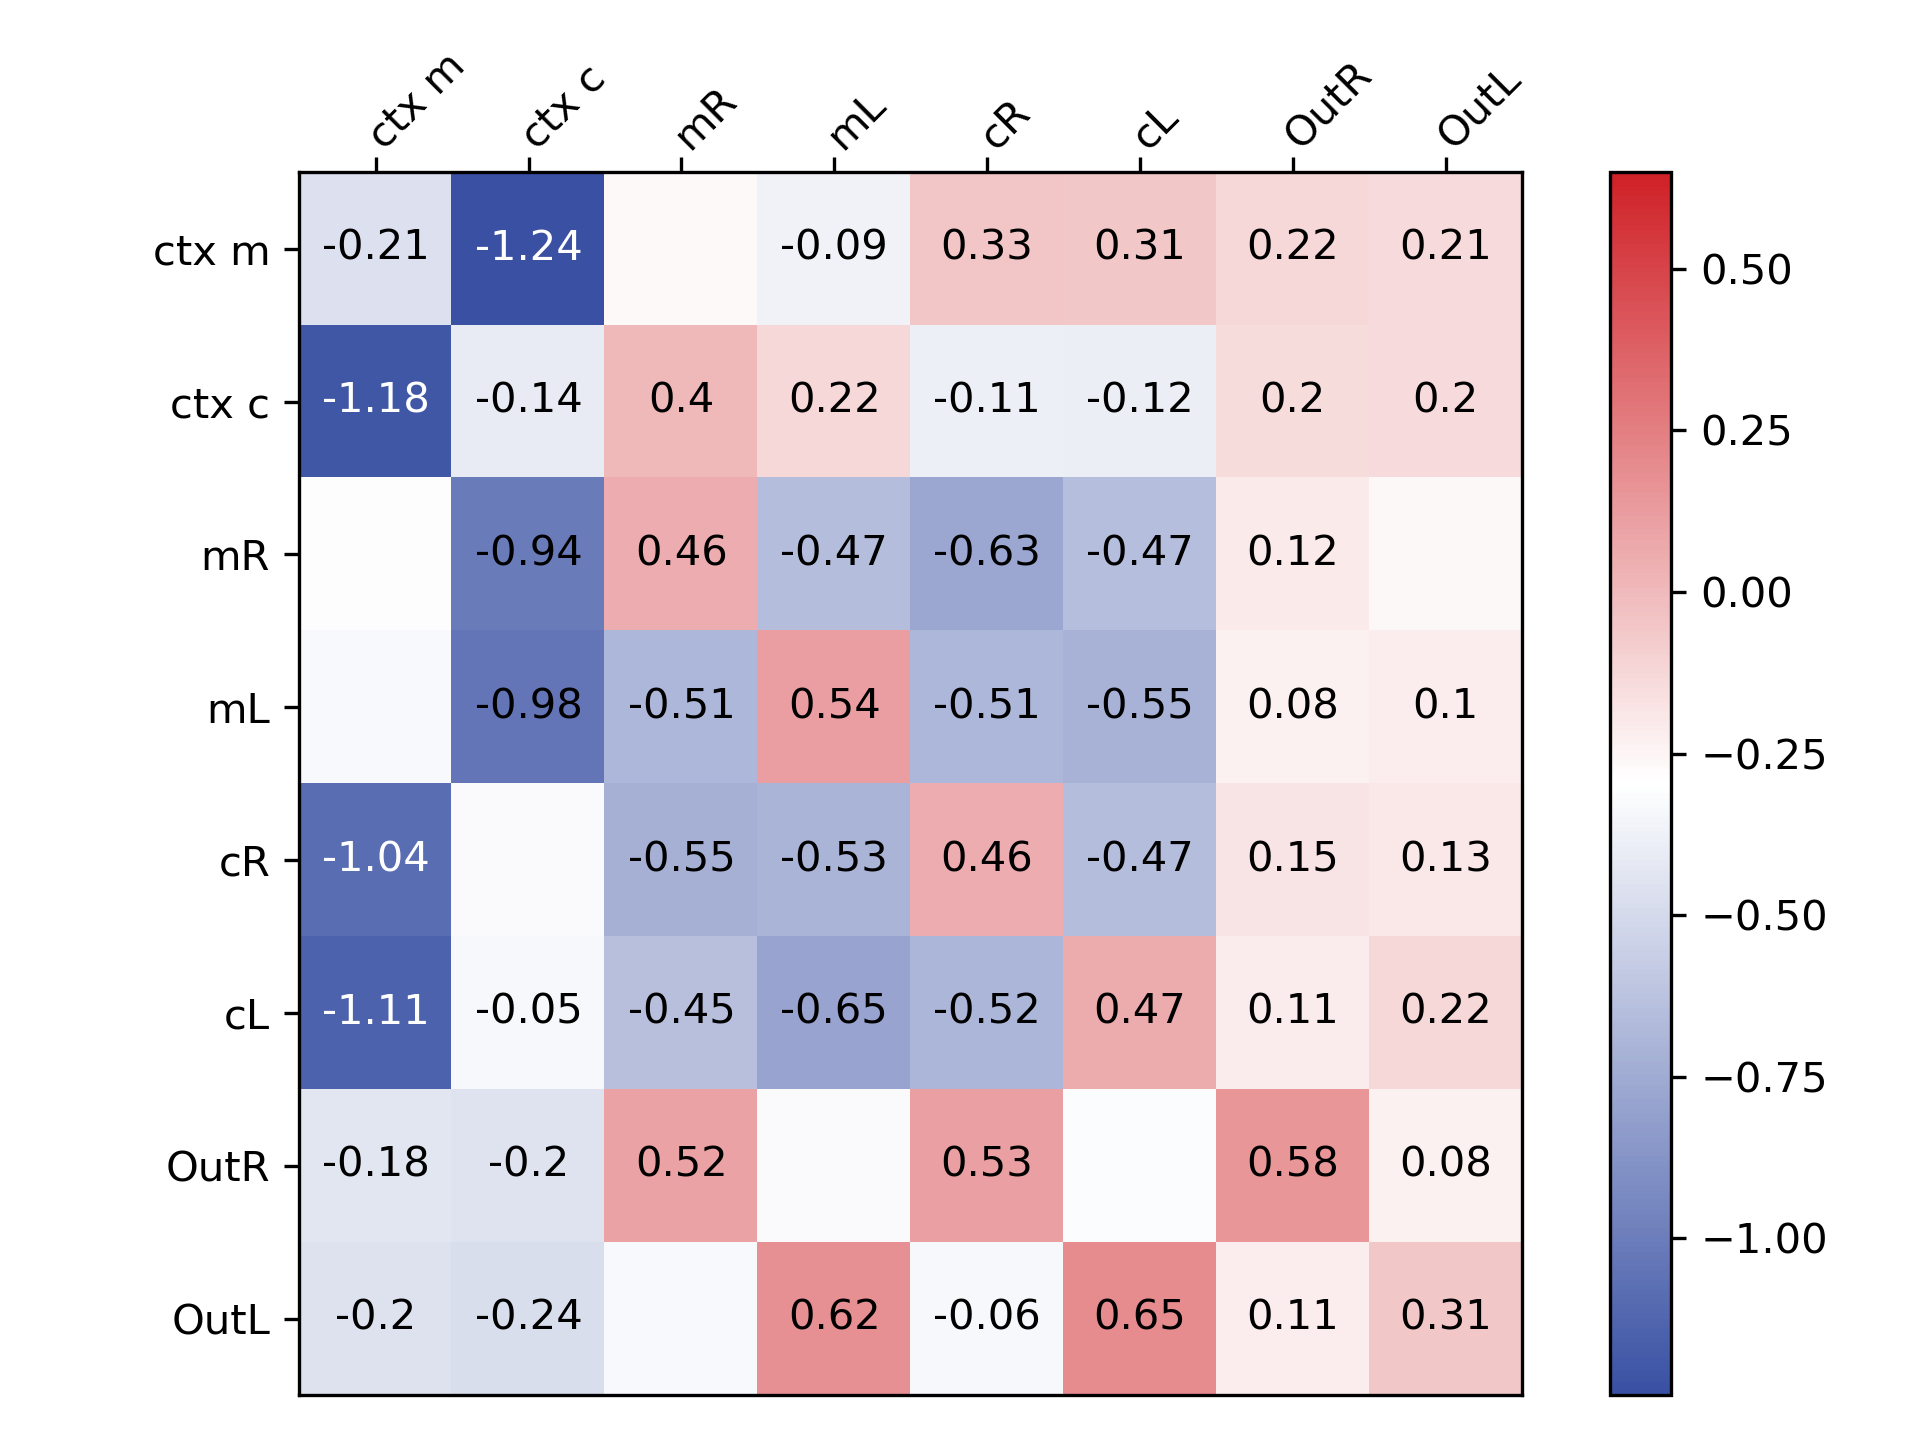 ctx m ctx c mR mL cR cL OutR OutL
ctx m -0.21 -1.24 -0.09 0.33 0.31 0.22 0.21
ctx c -1.18 -0.14 0.4 0.22 -0.11 -0.12 0.2 0.2
mR -0.94 0.46 -0.47 -0.63 -0.47 0.12
mL -0.98 -0.51 0.54 -0.51 -0.55 0.08 0.1
cR -1.04 -0.55 -0.53 0.46 -0.47 0.15 0.13
cL -1.11 -0.05 -0.45 -0.65 -0.52 0.47 0.11 0.22
OutR -0.18 -0.2 0.52 0.53 0.58 0.08
OutL -0.2 -0.24 0.62 -0.06 0.65 0.11 0.31
0.50
0.25
0.00
−0.25
−0.50
−0.75
−1.00